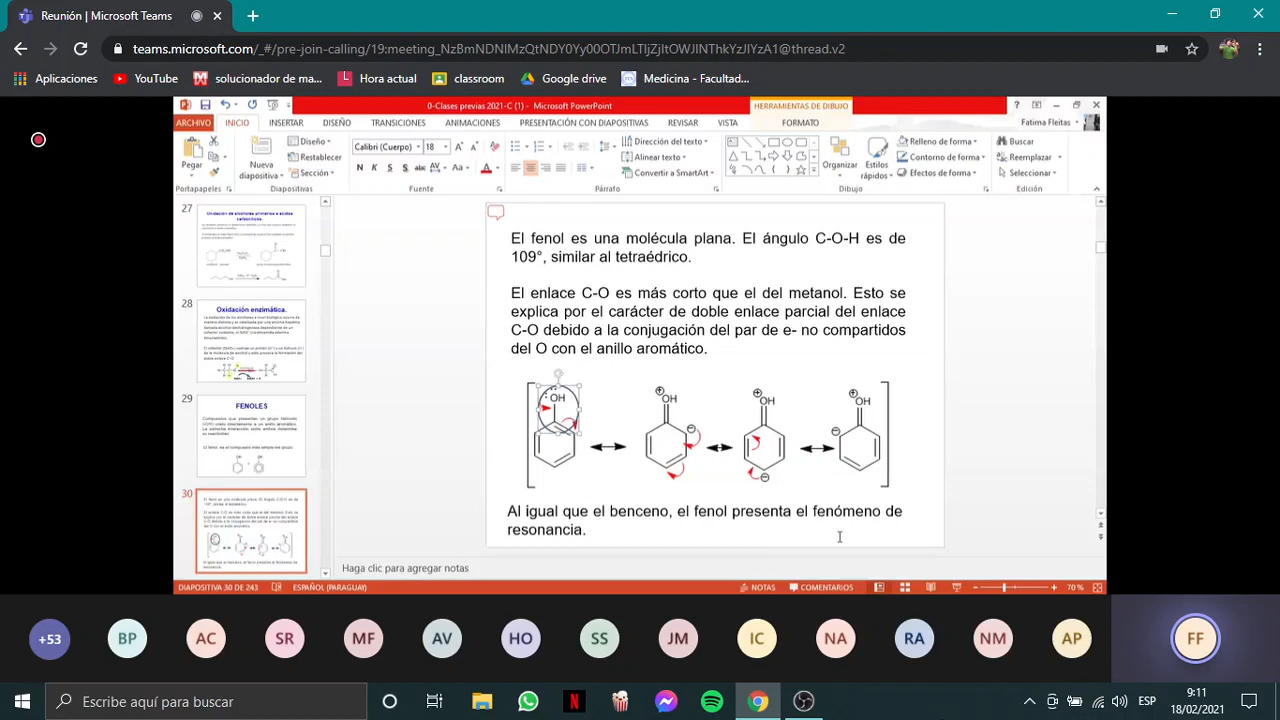 Reunión
teams.microsoft.com/_#/pre-join-calling/19:meeting_NzBmNDNlMzQtNDY0Yy00OTJmLTljZjItOWJlNThkYzJlYzA1@thread.v2
Aplicaciones YouTube solucionador de ma... Hora actual classroom Google drive Medicina - Facultad...
0-Clases previas 2021-C (1) - Microsoft PowerPoint HERRAMIENTAS DE DIBUJO
ARCHIVO INICIO INSERTAR DISEÑO TRANSICIONES ANIMACIONES PRESENTACIÓN CON DIAPOSITIVAS REVISAR VISTA FORMATO Fatima Fleitas
Pegar Nueva diapositiva Diseño Restablecer Sección Calibri (Cuerpo) 18 N K S S abc AV Aa A
Dirección del texto Alinear texto Convertir a SmartArt Organizar Estilos rápidos Relleno de forma Contorno de forma Efectos de forma Buscar Reemplazar Seleccionar
Portapapeles Diapositivas Fuente Párrafo Dibujo Edición
27
28
Oxidación enzimática.
29
FENOLES
30
El fenol es una molécula plana. El ángulo C-O-H es de
109°, similar al tetraédrico.
El enlace C-O es más corto que el del metanol. Esto se
explica por el carácter de doble enlace parcial del enlace
C-O debido a la conjugación del par de e- no compartidos
del O con el anillo aromático.
OH OH OH OH
Al igual que el benceno, al fenol presenta el fenómeno de
resonancia.
Haga clic para agregar notas
DIAPOSITIVA 30 DE 243 ESPAÑOL (PARAGUAY) NOTAS COMENTARIOS 70 %
+53 BP AC SR MF AV HO SS JM IC NA RA NM AP FF
Escribe aquí para buscar
ESP
9:11
18/02/2021